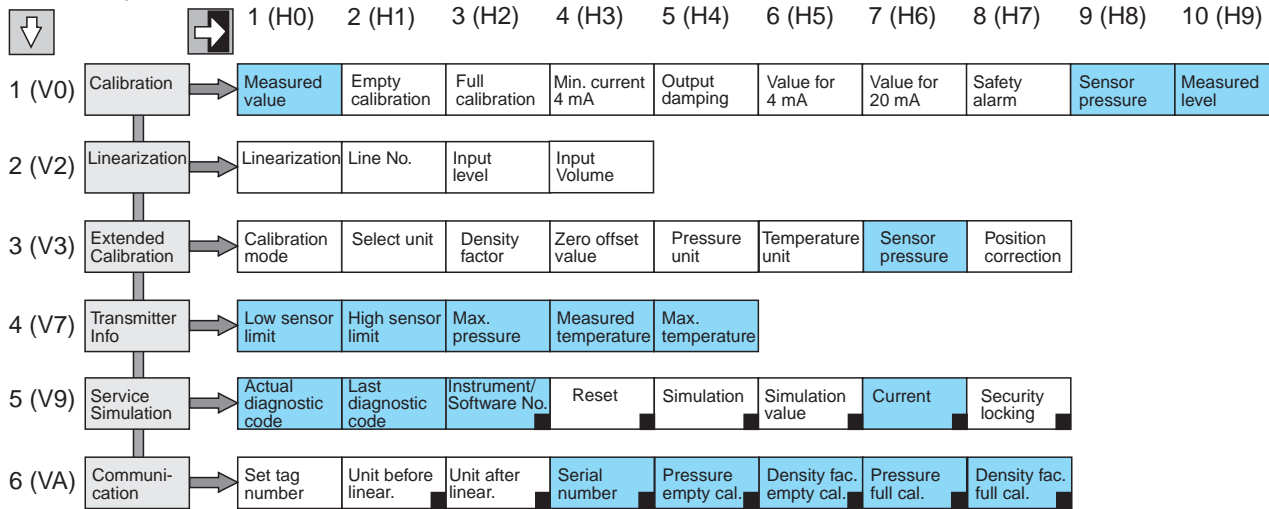 1 (H0) 2 (H1) 3 (H2) 4 (H3) 5 (H4) 6 (H5) 7 (H6) 8 (H7) 9 (H8) 10 (H9)
1 (V0)
Calibration
Measured
value
Empty
calibration
Full
calibration
Min. current
4 mA
Output
damping
Value for
4 mA
Value for
20 mA
Safety
alarm
Sensor
pressure
Measured
level
2 (V2)
Linearization
Linearization
Line No.
Input
level
Input
Volume
3 (V3)
Extended
Calibration
Calibration
mode
Select unit
Density
factor
Zero offset
value
Pressure
unit
Temperature
unit
Sensor
pressure
Position
correction
4 (V7)
Transmitter
Info
Low sensor
limit
High sensor
limit
Max.
pressure
Measured
temperature
Max.
temperature
5 (V9)
Service
Simulation
Actual
diagnostic
code
Last
diagnostic
code
Instrument/
Software No.
Reset
Simulation
Simulation
value
Current
Security
locking
6 (VA)
Communi-
cation
Set tag
number
Unit before
linear.
Unit after
linear.
Serial
number
Pressure
empty cal.
Density fac.
empty cal.
Pressure
full cal.
Density fac.
full cal.